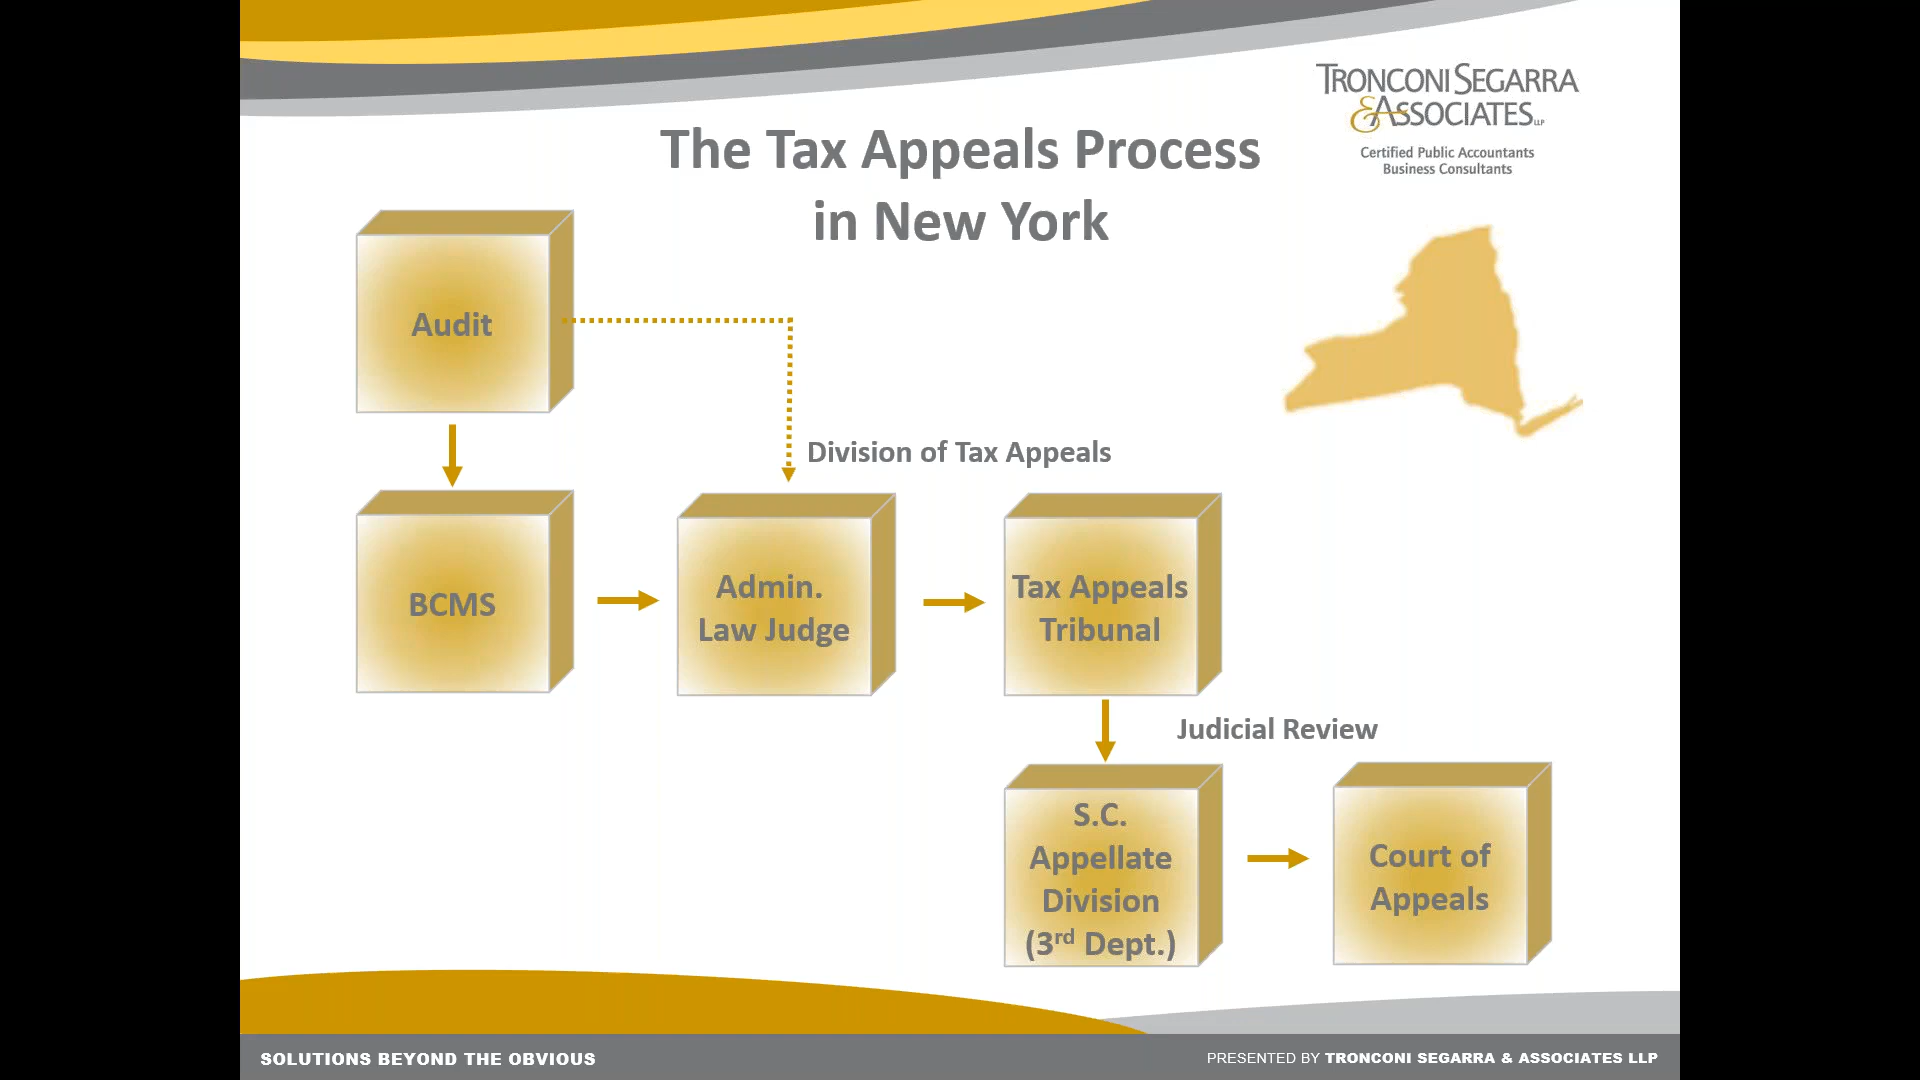 TRONCONI SEGARRA
& ASSOCIATES LLP
Certified Public Accountants
Business Consultants
The Tax Appeals Process
in New York
Audit
Division of Tax Appeals
BCMS
Admin.
Law Judge
Tax Appeals
Tribunal
Judicial Review
S.C.
Appellate
Division
(3rd Dept.)
Court of
Appeals
SOLUTIONS BEYOND THE OBVIOUS
PRESENTED BY TRONCONI SEGARRA & ASSOCIATES LLP